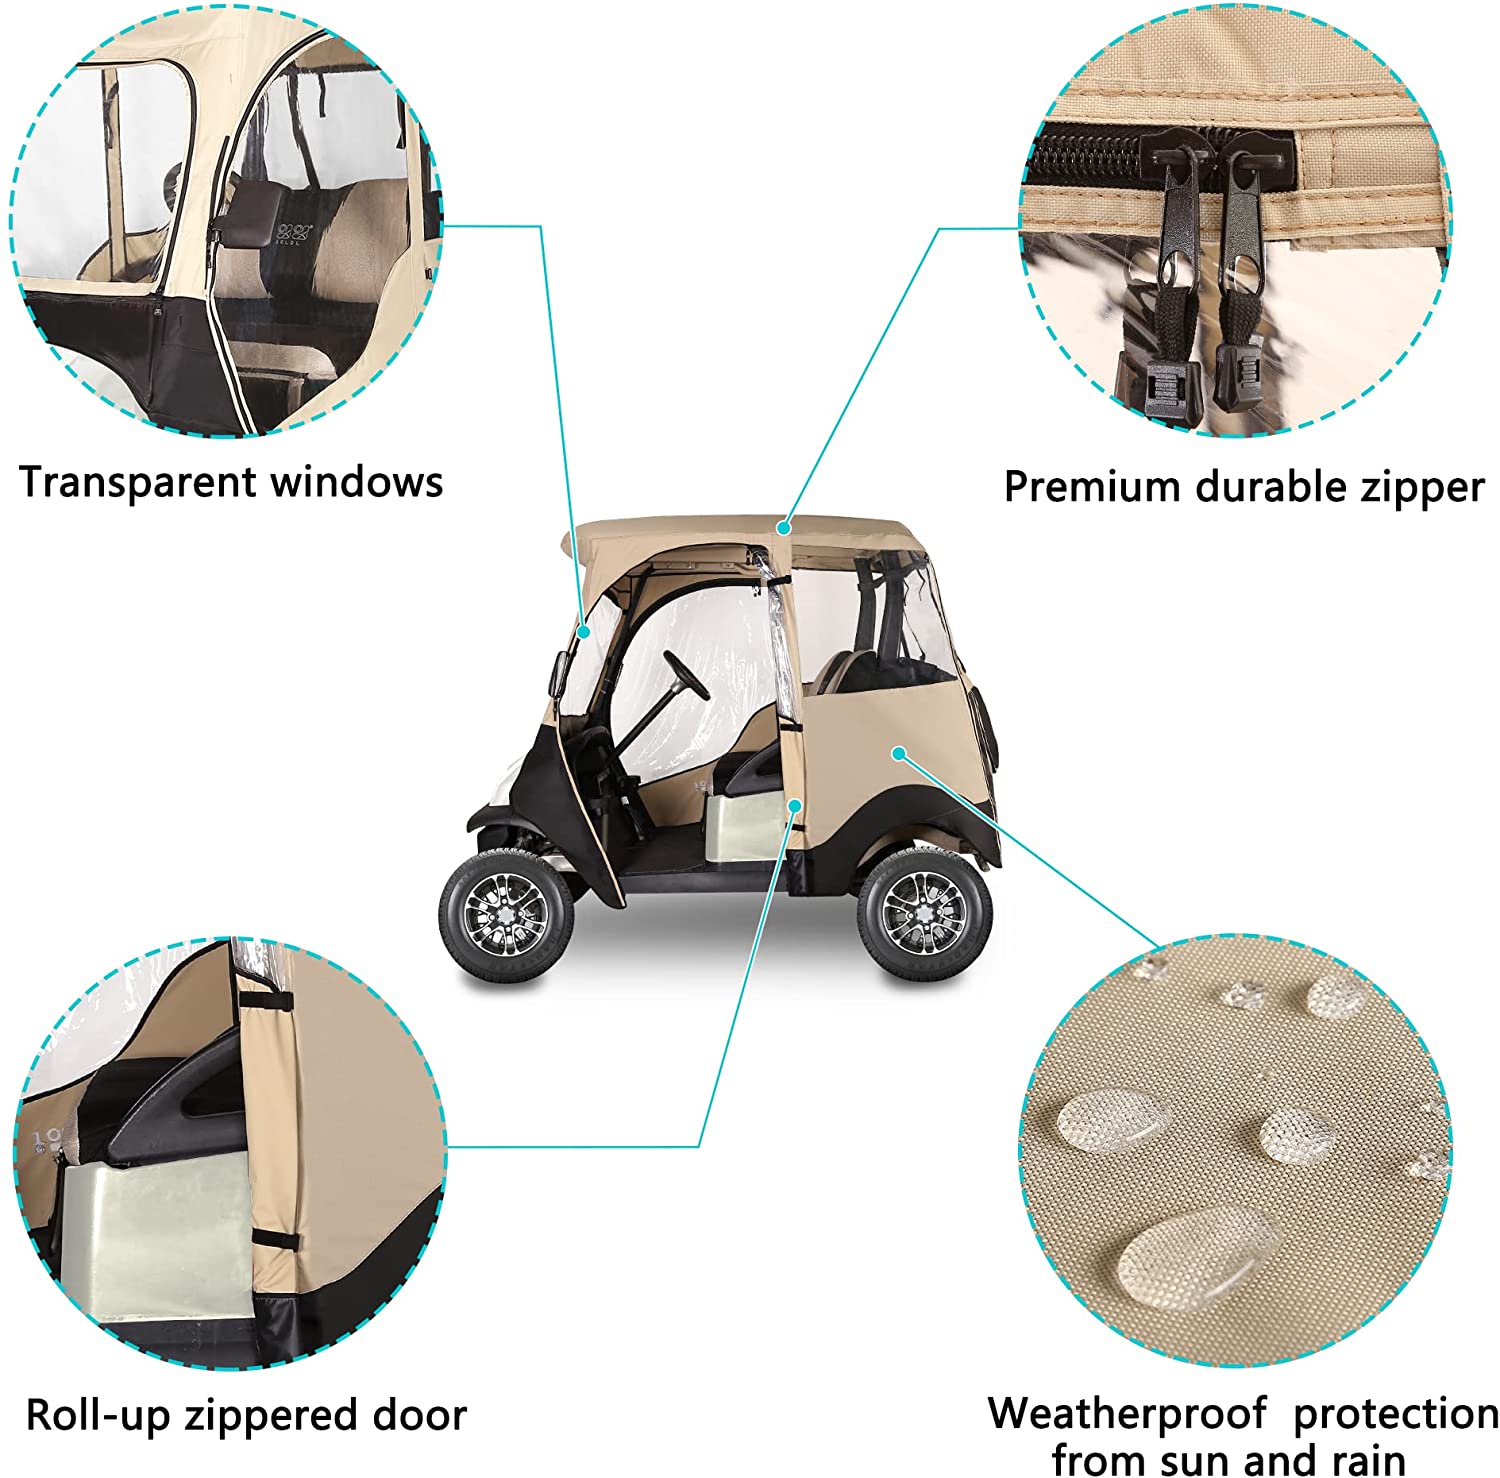 Transparent windows
Premium durable zipper
Roll-up zippered door
Weatherproof protection
from sun and rain